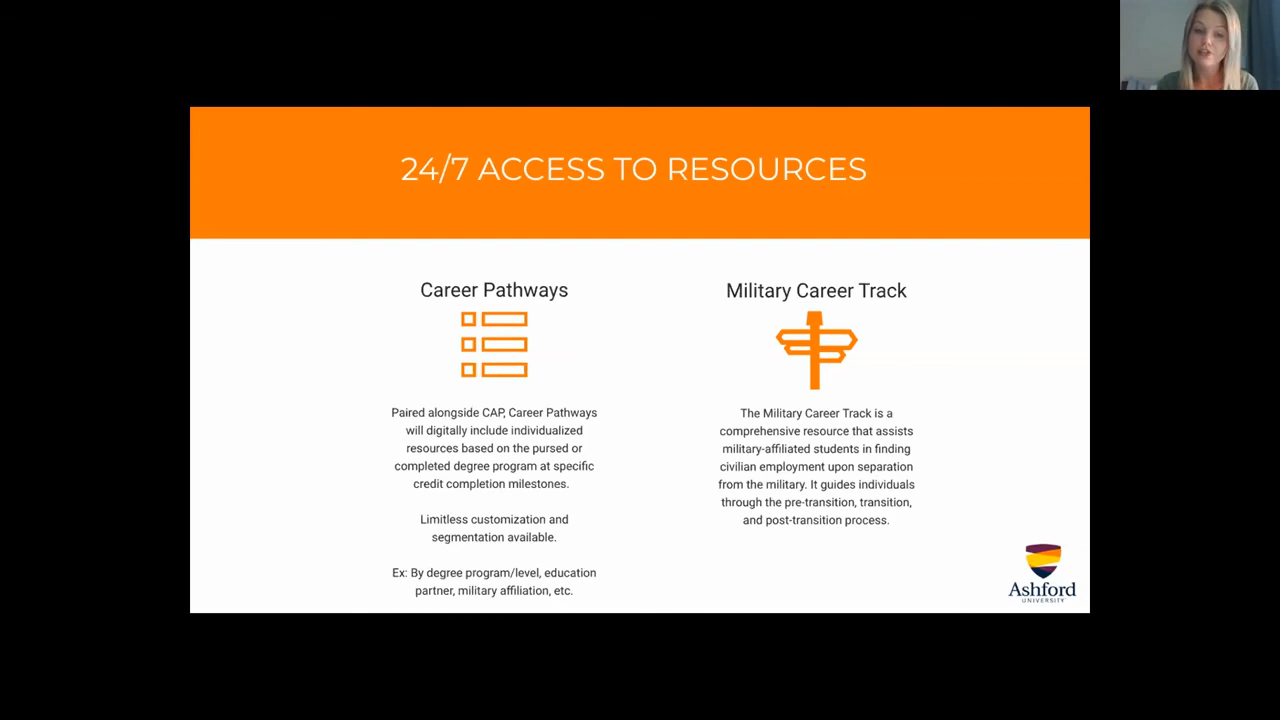 24/7 ACCESS TO RESOURCES
Career Pathways
Paired alongside CAP, Career Pathways
will digitally include individualized
resources based on the pursed or
completed degree program at specific
credit completion milestones.
Limitless customization and
segmentation available.
Ex: By degree program/level, education
partner, military affiliation, etc.
Military Career Track
The Military Career Track is a
comprehensive resource that assists
military-affiliated students in finding
civilian employment upon separation
from the military. It guides individuals
through the pre-transition, transition,
and post-transition process.
Ashford
UNIVERSITY